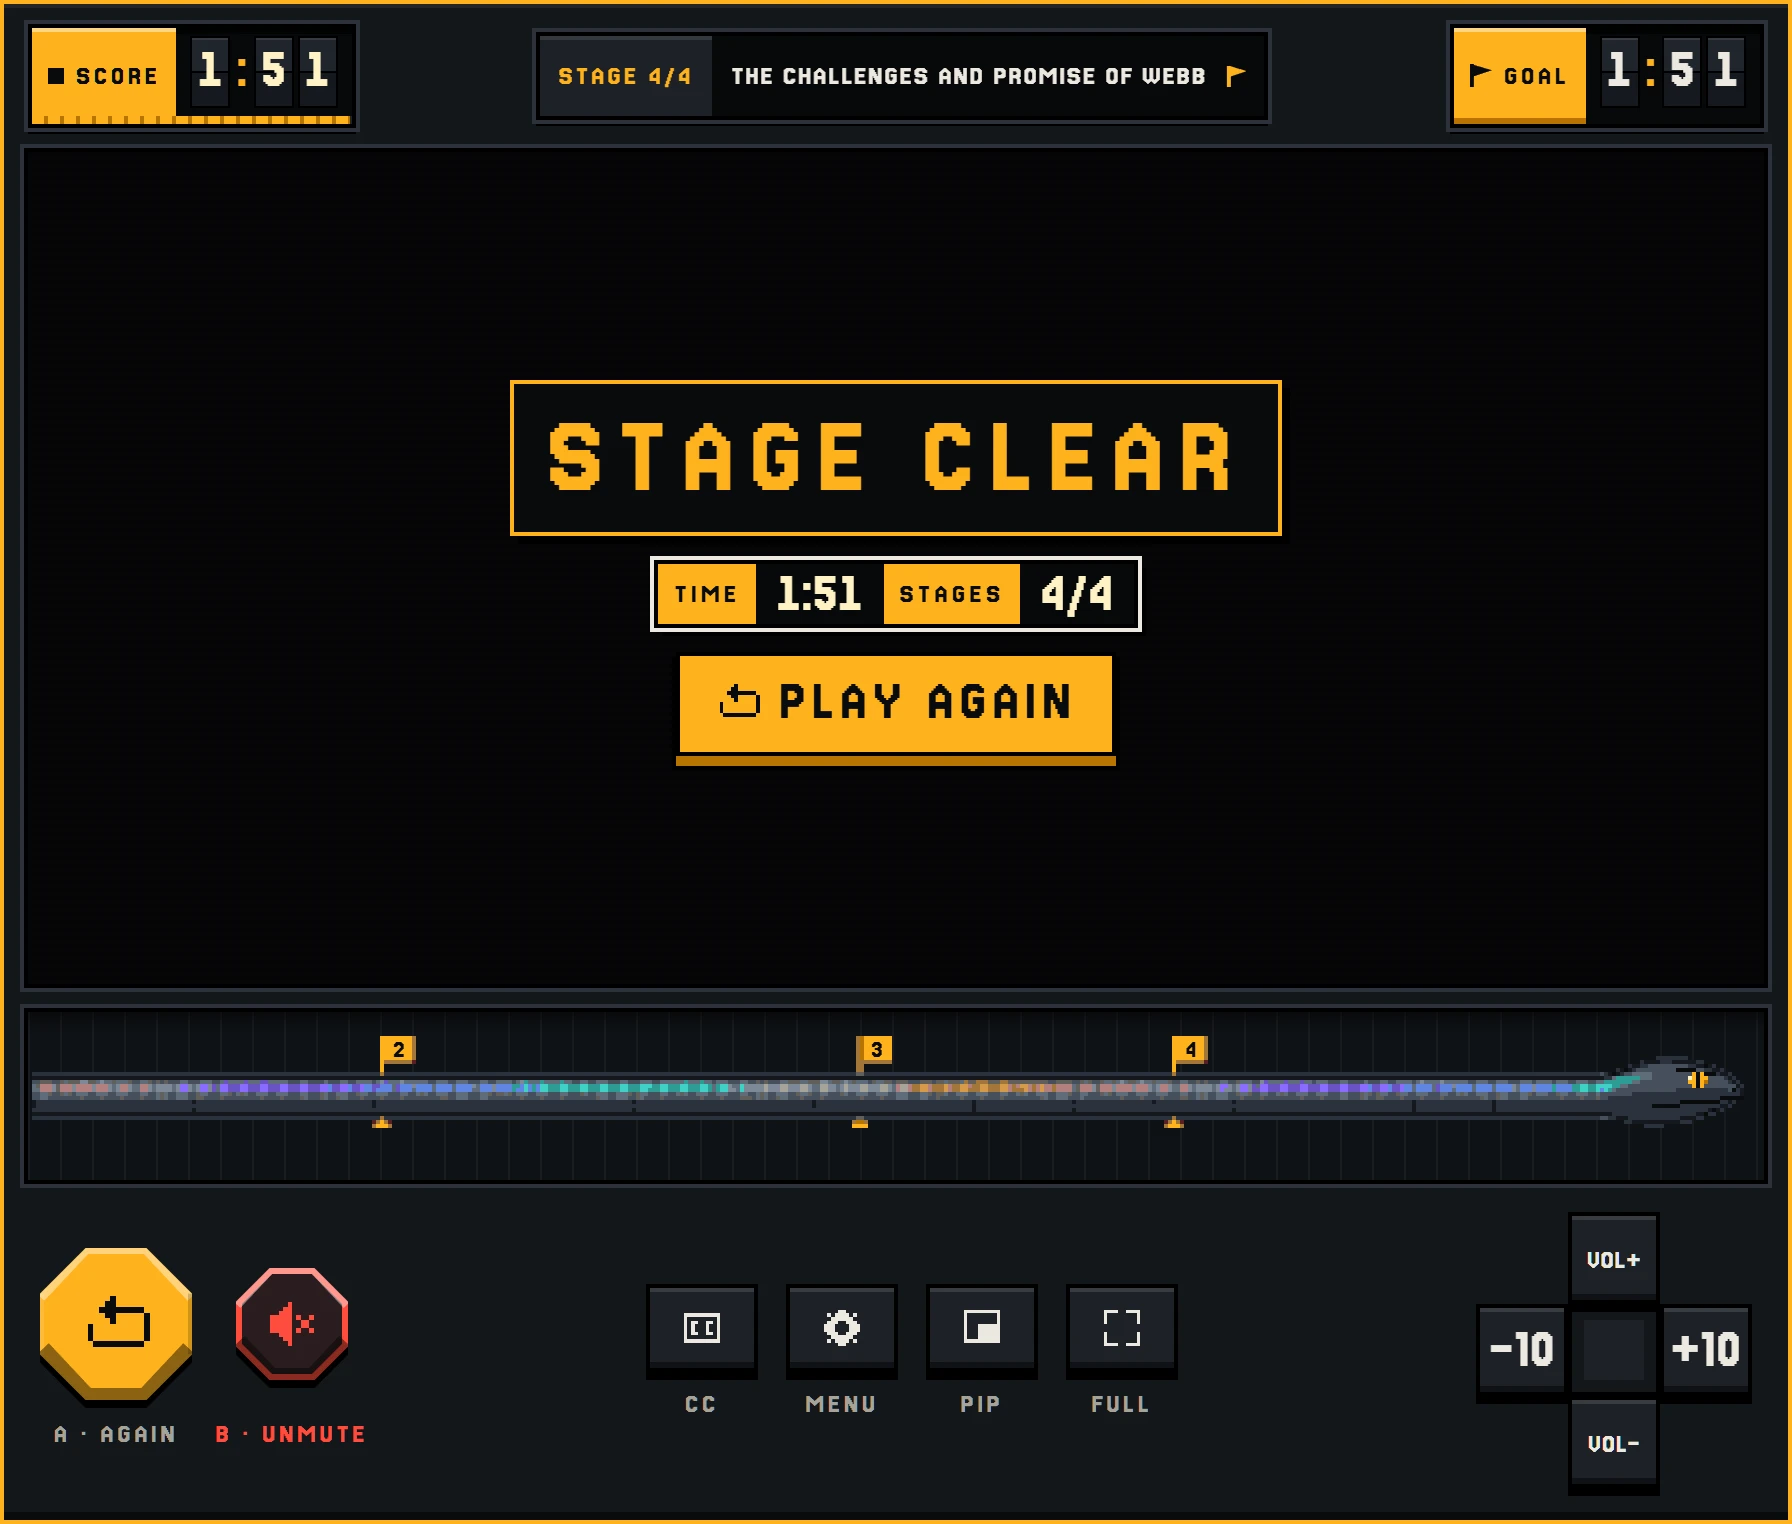 SCORE 1:51
STAGE 4/4 THE CHALLENGES AND PROMISE OF WEBB
GOAL 1:51
STAGE CLEAR
TIME 1:51 STAGES 4/4
PLAY AGAIN
2 3 4
VOL+
-10 +10
VOL-
CC
CC MENU PIP FULL
A · AGAIN B · UNMUTE